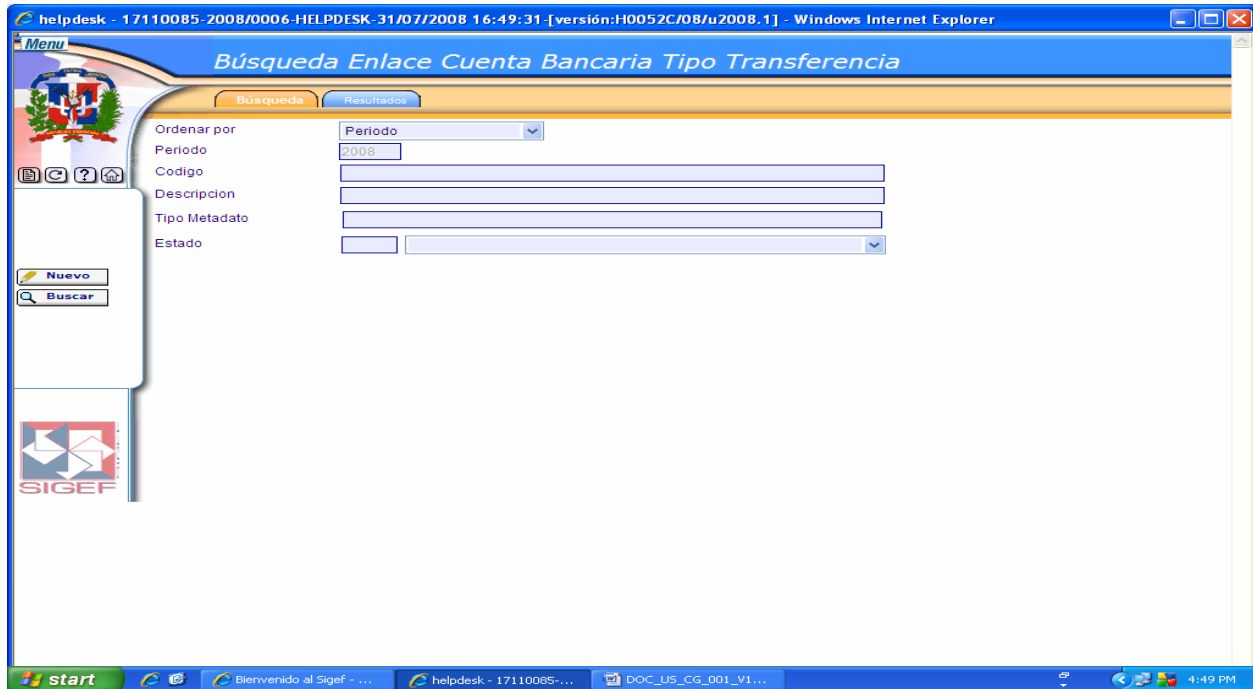 helpdesk - 17110085-2008/0006-HELPDESK-31/07/2008 16:49:31-[versión:H0052C/08/u2008.1] - Windows Internet Explorer
Menu
Búsqueda Enlace Cuenta Bancaria Tipo Transferencia
Búsqueda Resultados
Ordenar por Periodo
Periodo 2008
Codigo
Descripcion
Tipo Metadato
Estado
Nuevo
Buscar
SIGEF
start Bienvenido al Sigef - ... helpdesk - 17110085-... DOC_US_CG_001_V1... 4:49 PM